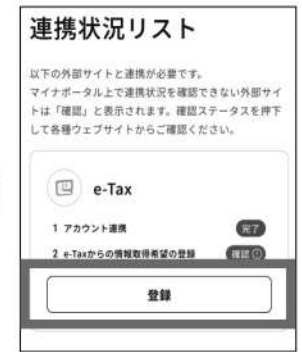 連携状況リスト
以下の外部サイトと連携が必要です。
マイナポータル上で連携状況を確認できない外部サイ
トは「確認」と表示されます。確認ステータスを押下
して各種ウェブサイトからご確認ください。
e-Tax
1 アカウント連携 完了
2 e-Taxからの情報取得希望の登録 確認
登録